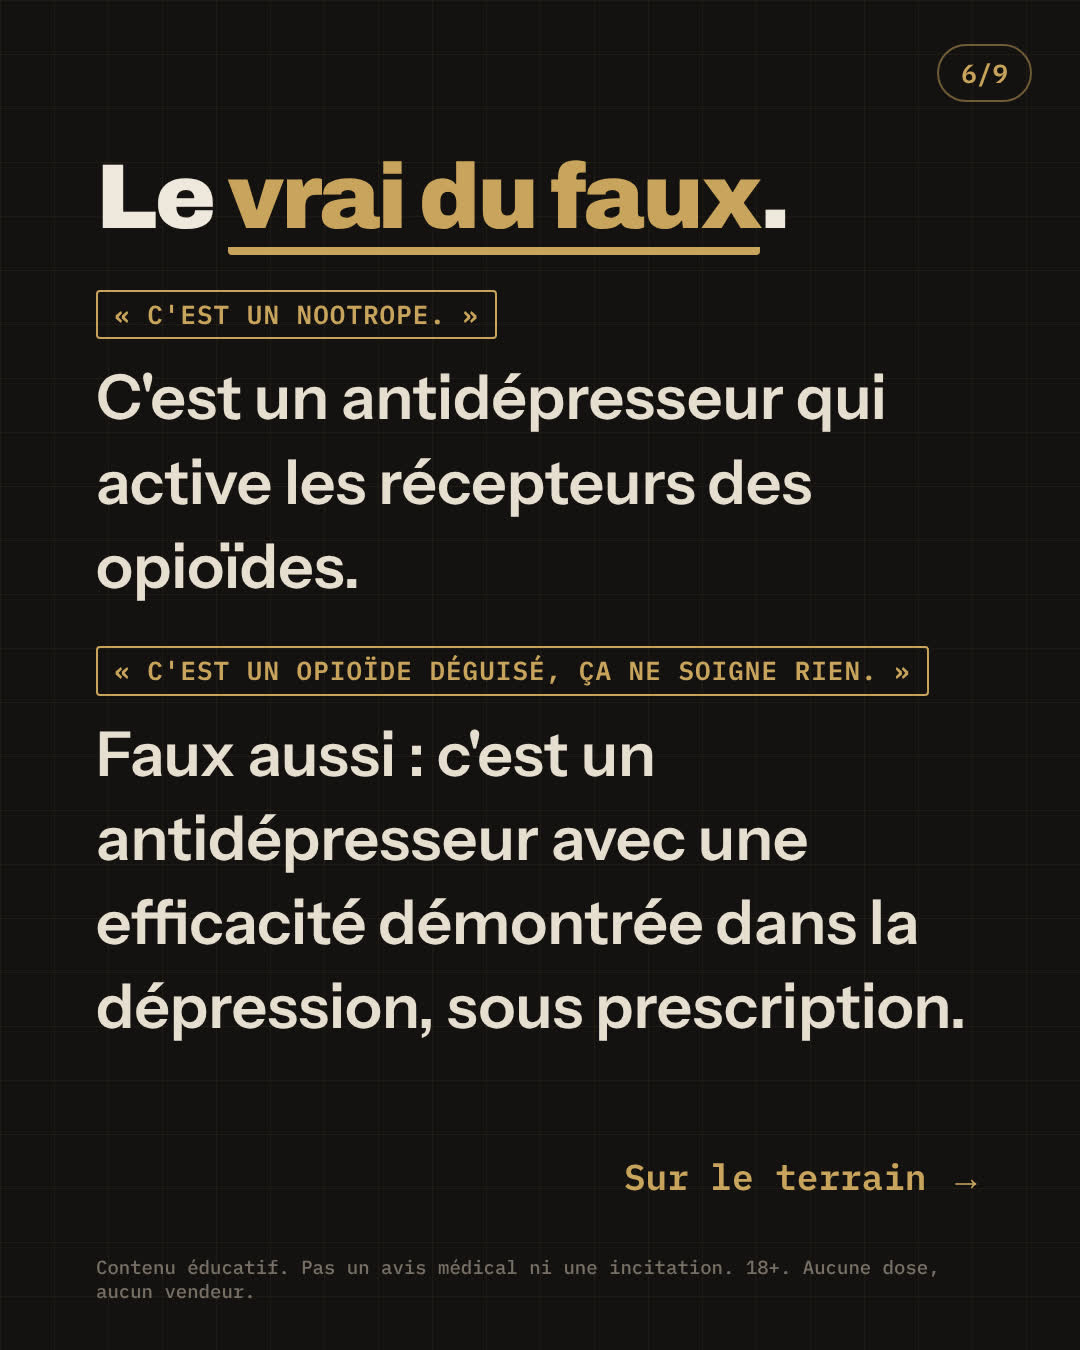 6/9
Le vrai du faux.
« C'EST UN NOOTROPE. »
C'est un antidépresseur qui
active les récepteurs des
opioïdes.
« C'EST UN OPIOÏDE DÉGUISÉ, ÇA NE SOIGNE RIEN. »
Faux aussi : c'est un
antidépresseur avec une
efficacité démontrée dans la
dépression, sous prescription.
Sur le terrain →
Contenu éducatif. Pas un avis médical ni une incitation. 18+. Aucune dose,
aucun vendeur.